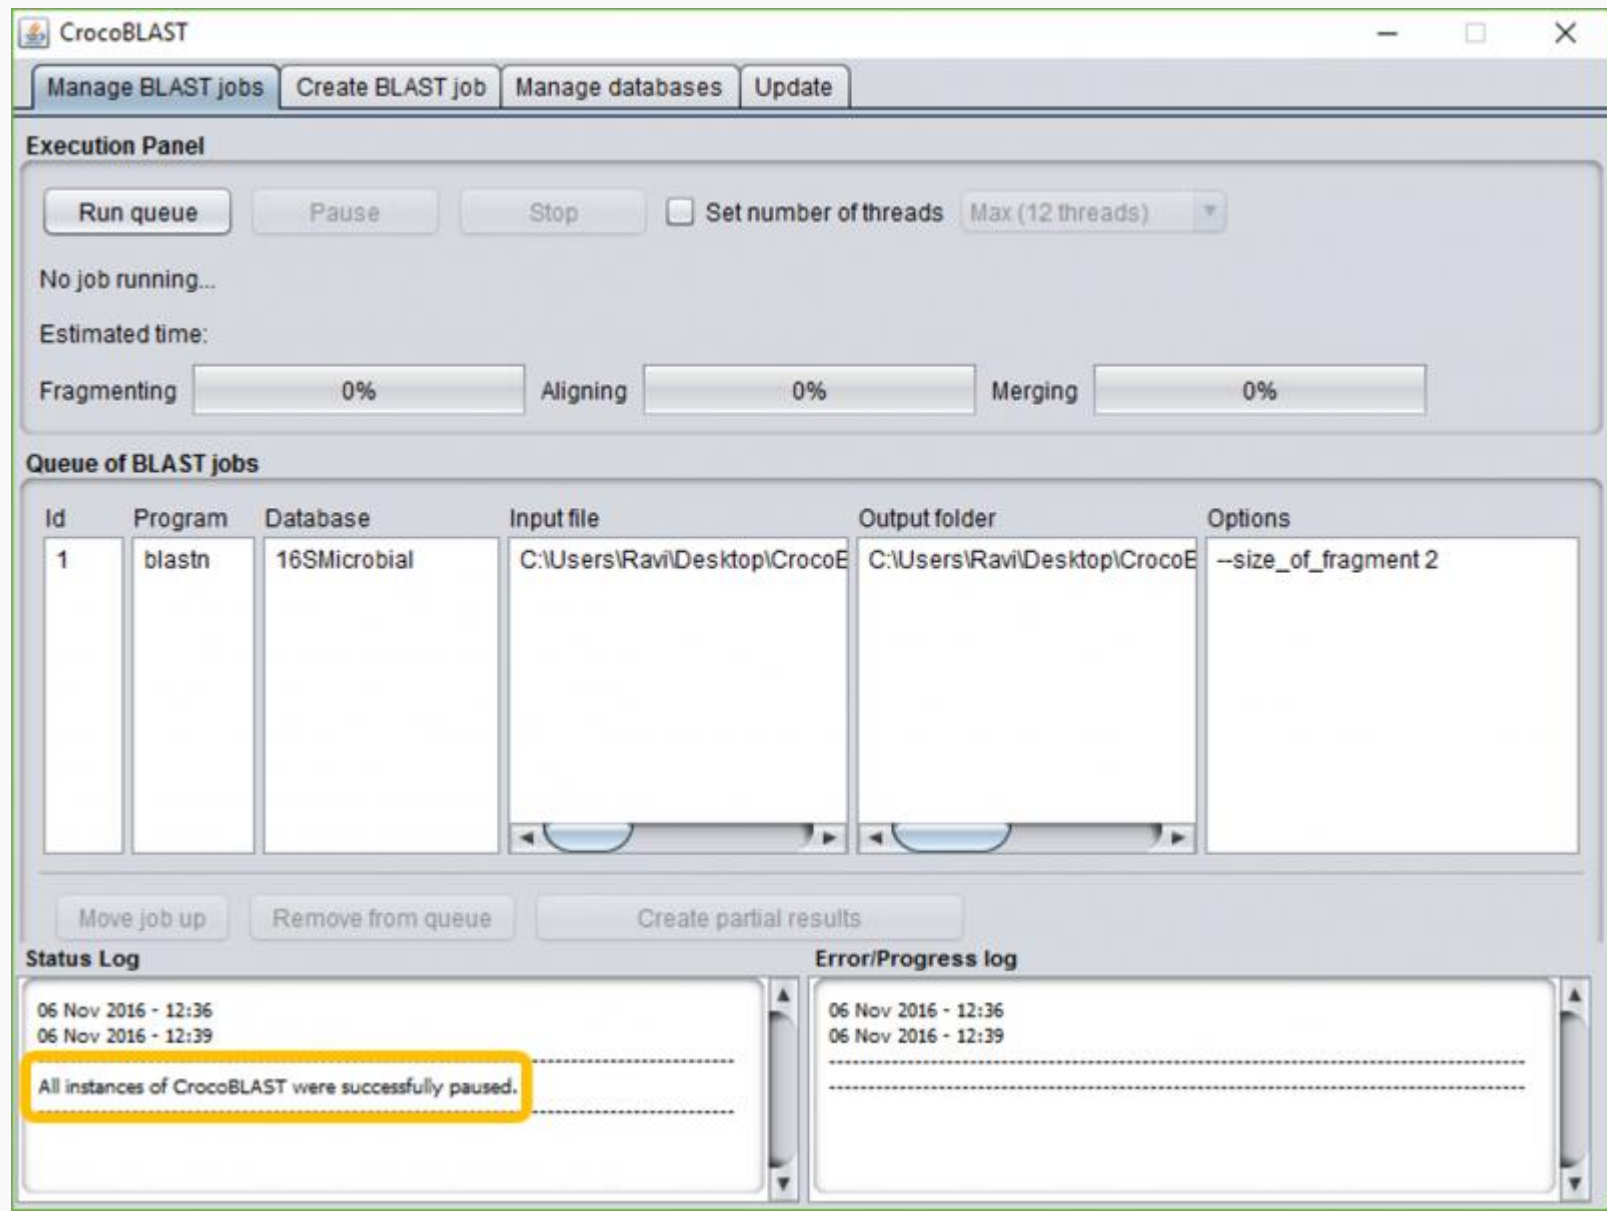 CrocoBLAST
Manage BLAST jobs Create BLAST job Manage databases Update
Execution Panel
Run queue Pause Stop Set number of threads Max (12 threads)
No job running...
Estimated time:
Fragmenting 0% Aligning 0% Merging 0%
Queue of BLAST jobs
Id Program Database Input file Output folder Options
1 blastn 16SMicrobial C:\Users\Ravi\Desktop\CrocoE C:\Users\Ravi\Desktop\CrocoE --size_of_fragment 2
Move job up Remove from queue Create partial results
Status Log Error/Progress log
06 Nov 2016 - 12:36
06 Nov 2016 - 12:39
All instances of CrocoBLAST were successfully paused.
06 Nov 2016 - 12:36
06 Nov 2016 - 12:39